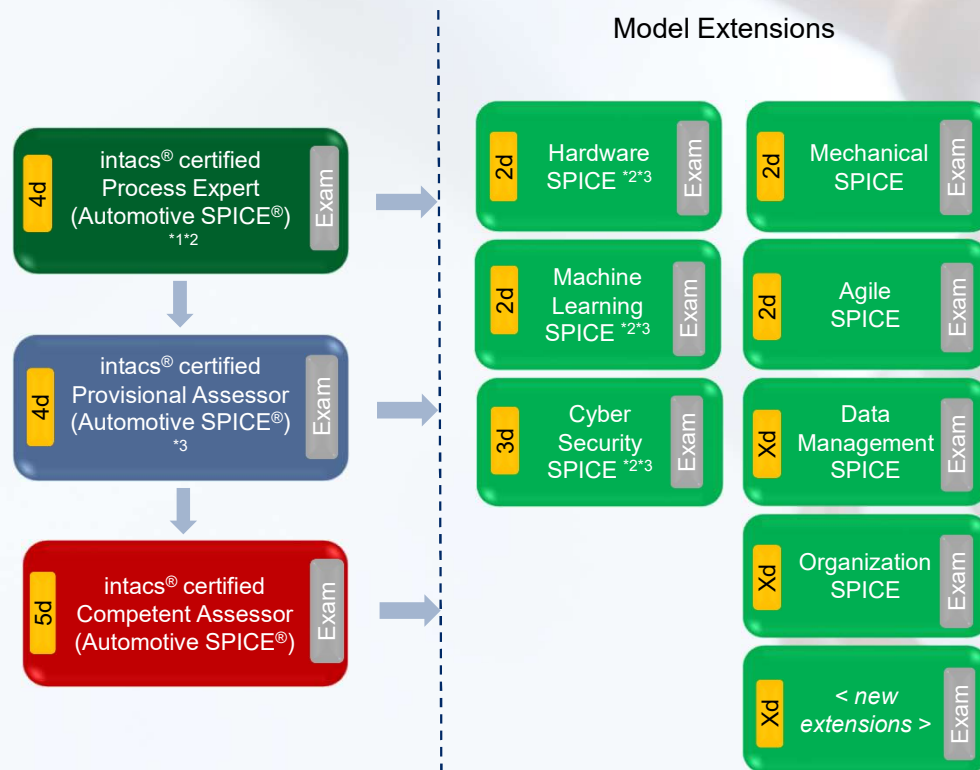 Model Extensions
4d
intacs® certified
Process Expert
(Automotive SPICE®)
*1*2
Exam
4d
intacs® certified
Provisional Assessor
(Automotive SPICE®)
*3
Exam
5d
intacs® certified
Competent Assessor
(Automotive SPICE®)
Exam
2d
Hardware
SPICE *2*3
Exam
2d
Machine
Learning
SPICE *2*3
Exam
3d
Cyber
Security
SPICE *2*3
Exam
2d
Mechanical
SPICE
Exam
2d
Agile
SPICE
Exam
Xd
Data
Management
SPICE
Exam
Xd
Organization
SPICE
Exam
Xd
< new
extensions >
Exam